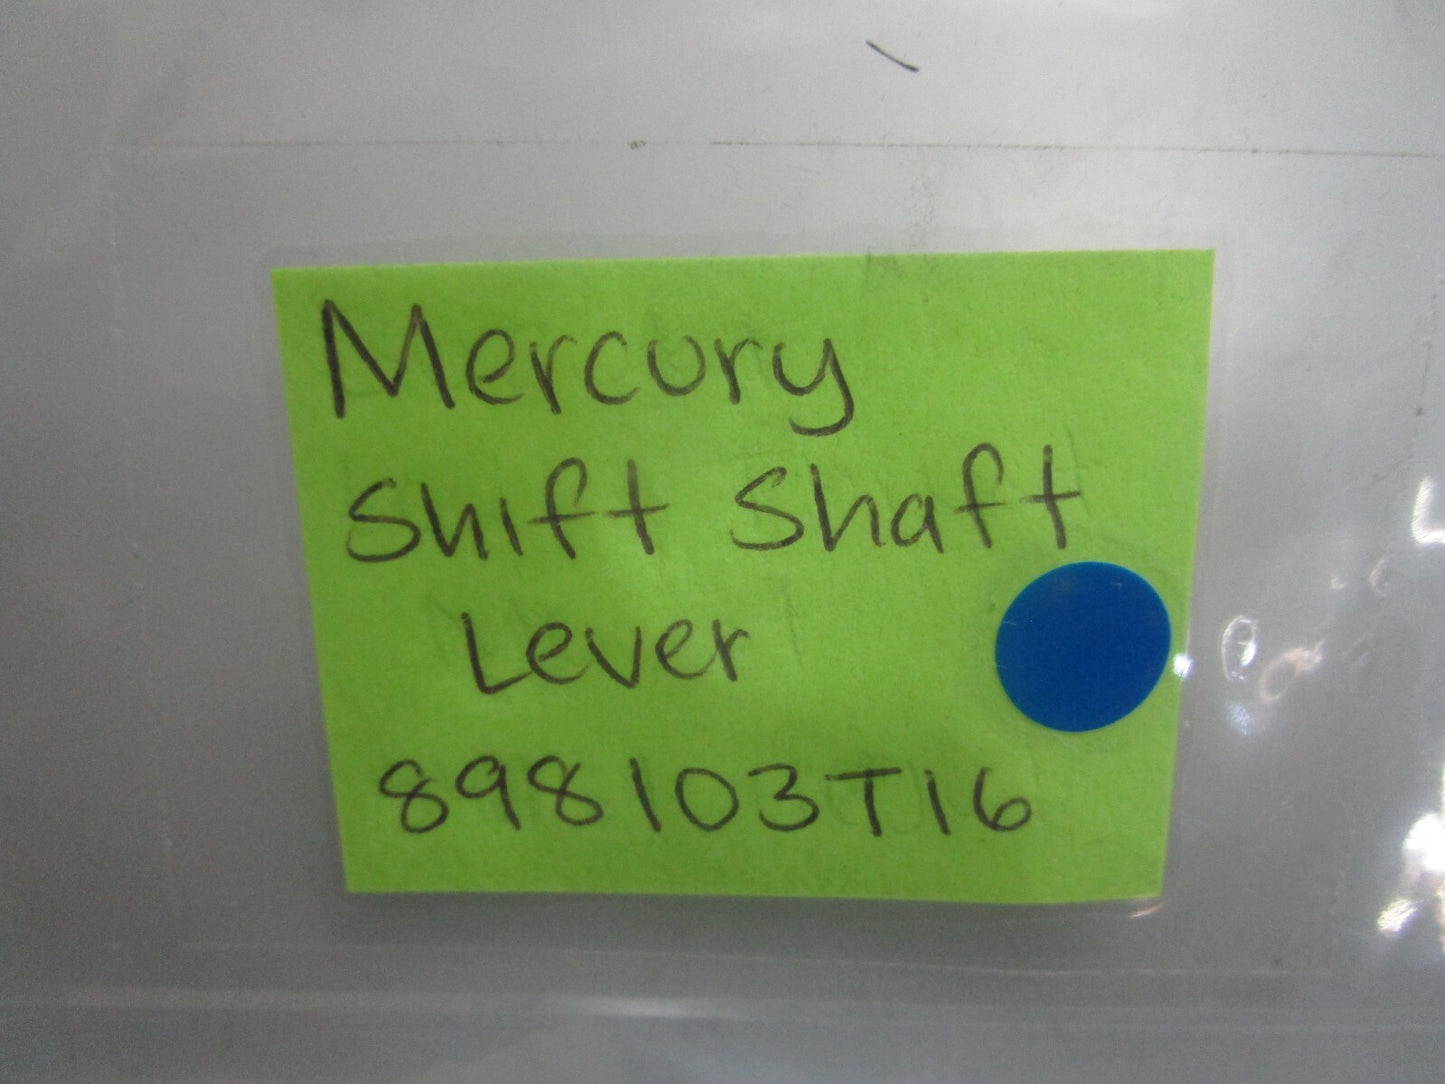 Mercury
Shift Shaft
Lever
898103T16